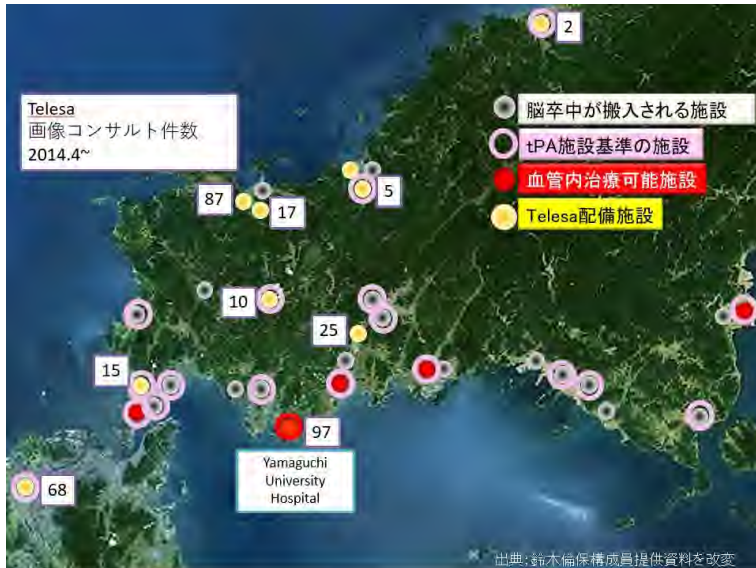 2
Telesa
画像コンサルト件数
2014.4~
脳卒中が搬入される施設
tPA施設基準の施設
血管内治療可能施設
Telesa配備施設
5
87
17
10
25
15
97
Yamaguchi
University
Hospital
68
出典:鈴木倫保構成員提供資料を改変